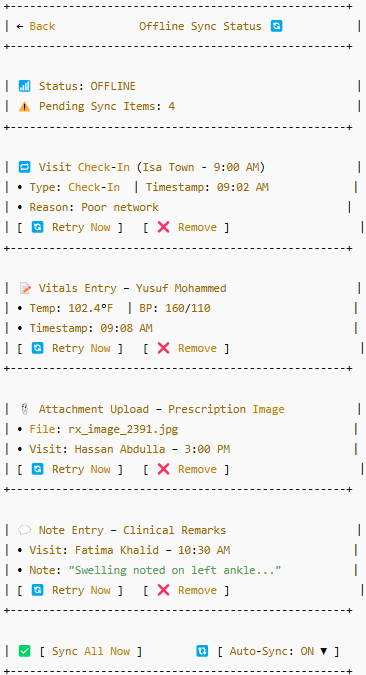 +---------------------------------------------------+
| ← Back Offline Sync Status 🔄 |
+---------------------------------------------------+
| 📶 Status: OFFLINE |
| ⚠️ Pending Sync Items: 4
+---------------------------------------------------+
| 🔁 Visit Check-In (Isa Town - 9:00 AM) |
| • Type: Check-In | Timestamp: 09:02 AM |
| • Reason: Poor network |
| [ 🔄 Retry Now ] [ ❌ Remove ] |
+---------------------------------------------------+
| 📝 Vitals Entry – Yusuf Mohammed |
| • Temp: 102.4°F | BP: 160/110 |
| • Timestamp: 09:08 AM |
| [ 🔄 Retry Now ] [ ❌ Remove ] |
+---------------------------------------------------+
| 📎 Attachment Upload – Prescription Image |
| • File: rx_image_2391.jpg |
| • Visit: Hassan Abdulla – 3:00 PM |
| [ 🔄 Retry Now ] [ ❌ Remove ] |
+---------------------------------------------------+
| 💬 Note Entry – Clinical Remarks |
| • Visit: Fatima Khalid – 10:30 AM |
| • Note: "Swelling noted on left ankle..." |
| [ 🔄 Retry Now ] [ ❌ Remove ] |
+---------------------------------------------------+
| ✅ [ Sync All Now ] 🔃 [ Auto-Sync: ON ▼ ] |
+---------------------------------------------------+